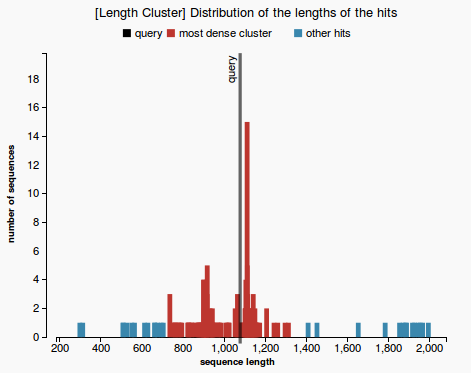 [Length Cluster] Distribution of the lengths of the hits
query most dense cluster other hits
query
number of sequences
18
16
14
12
10
8
6
4
2
0
200 400 600 800 1,000 1,200 1,400 1,600 1,800 2,000
sequence length